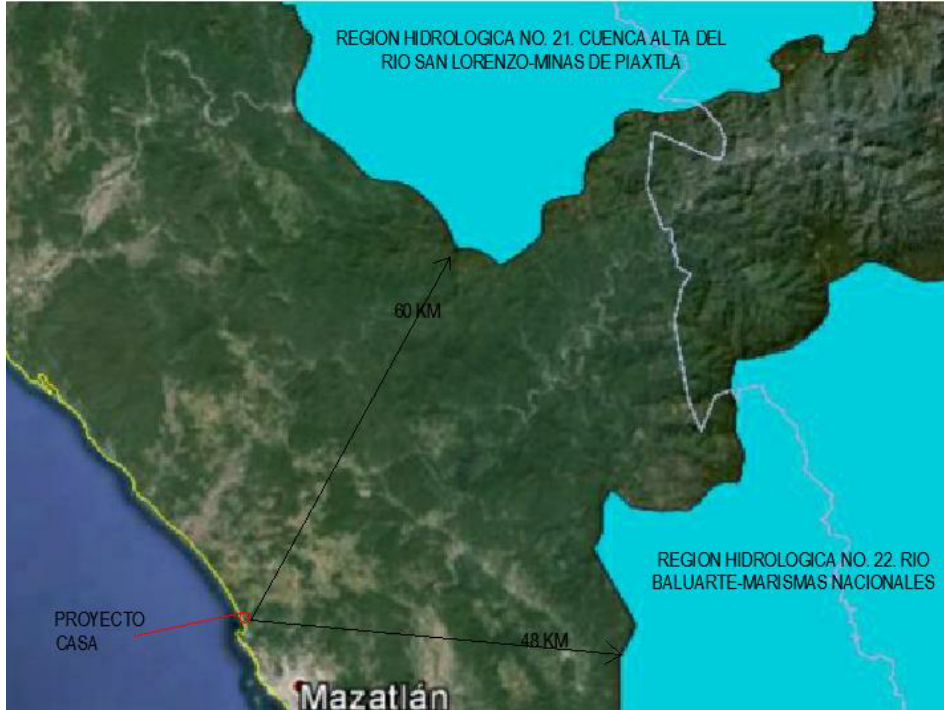 REGION HIDROLOGICA NO. 21. CUENCA ALTA DEL
RIO SAN LORENZO-MINAS DE PIAXTLA
60 KM
REGION HIDROLOGICA NO. 22. RIO
BALUARTE-MARISMAS NACIONALES
PROYECTO
CASA
48 KM
Mazatlán